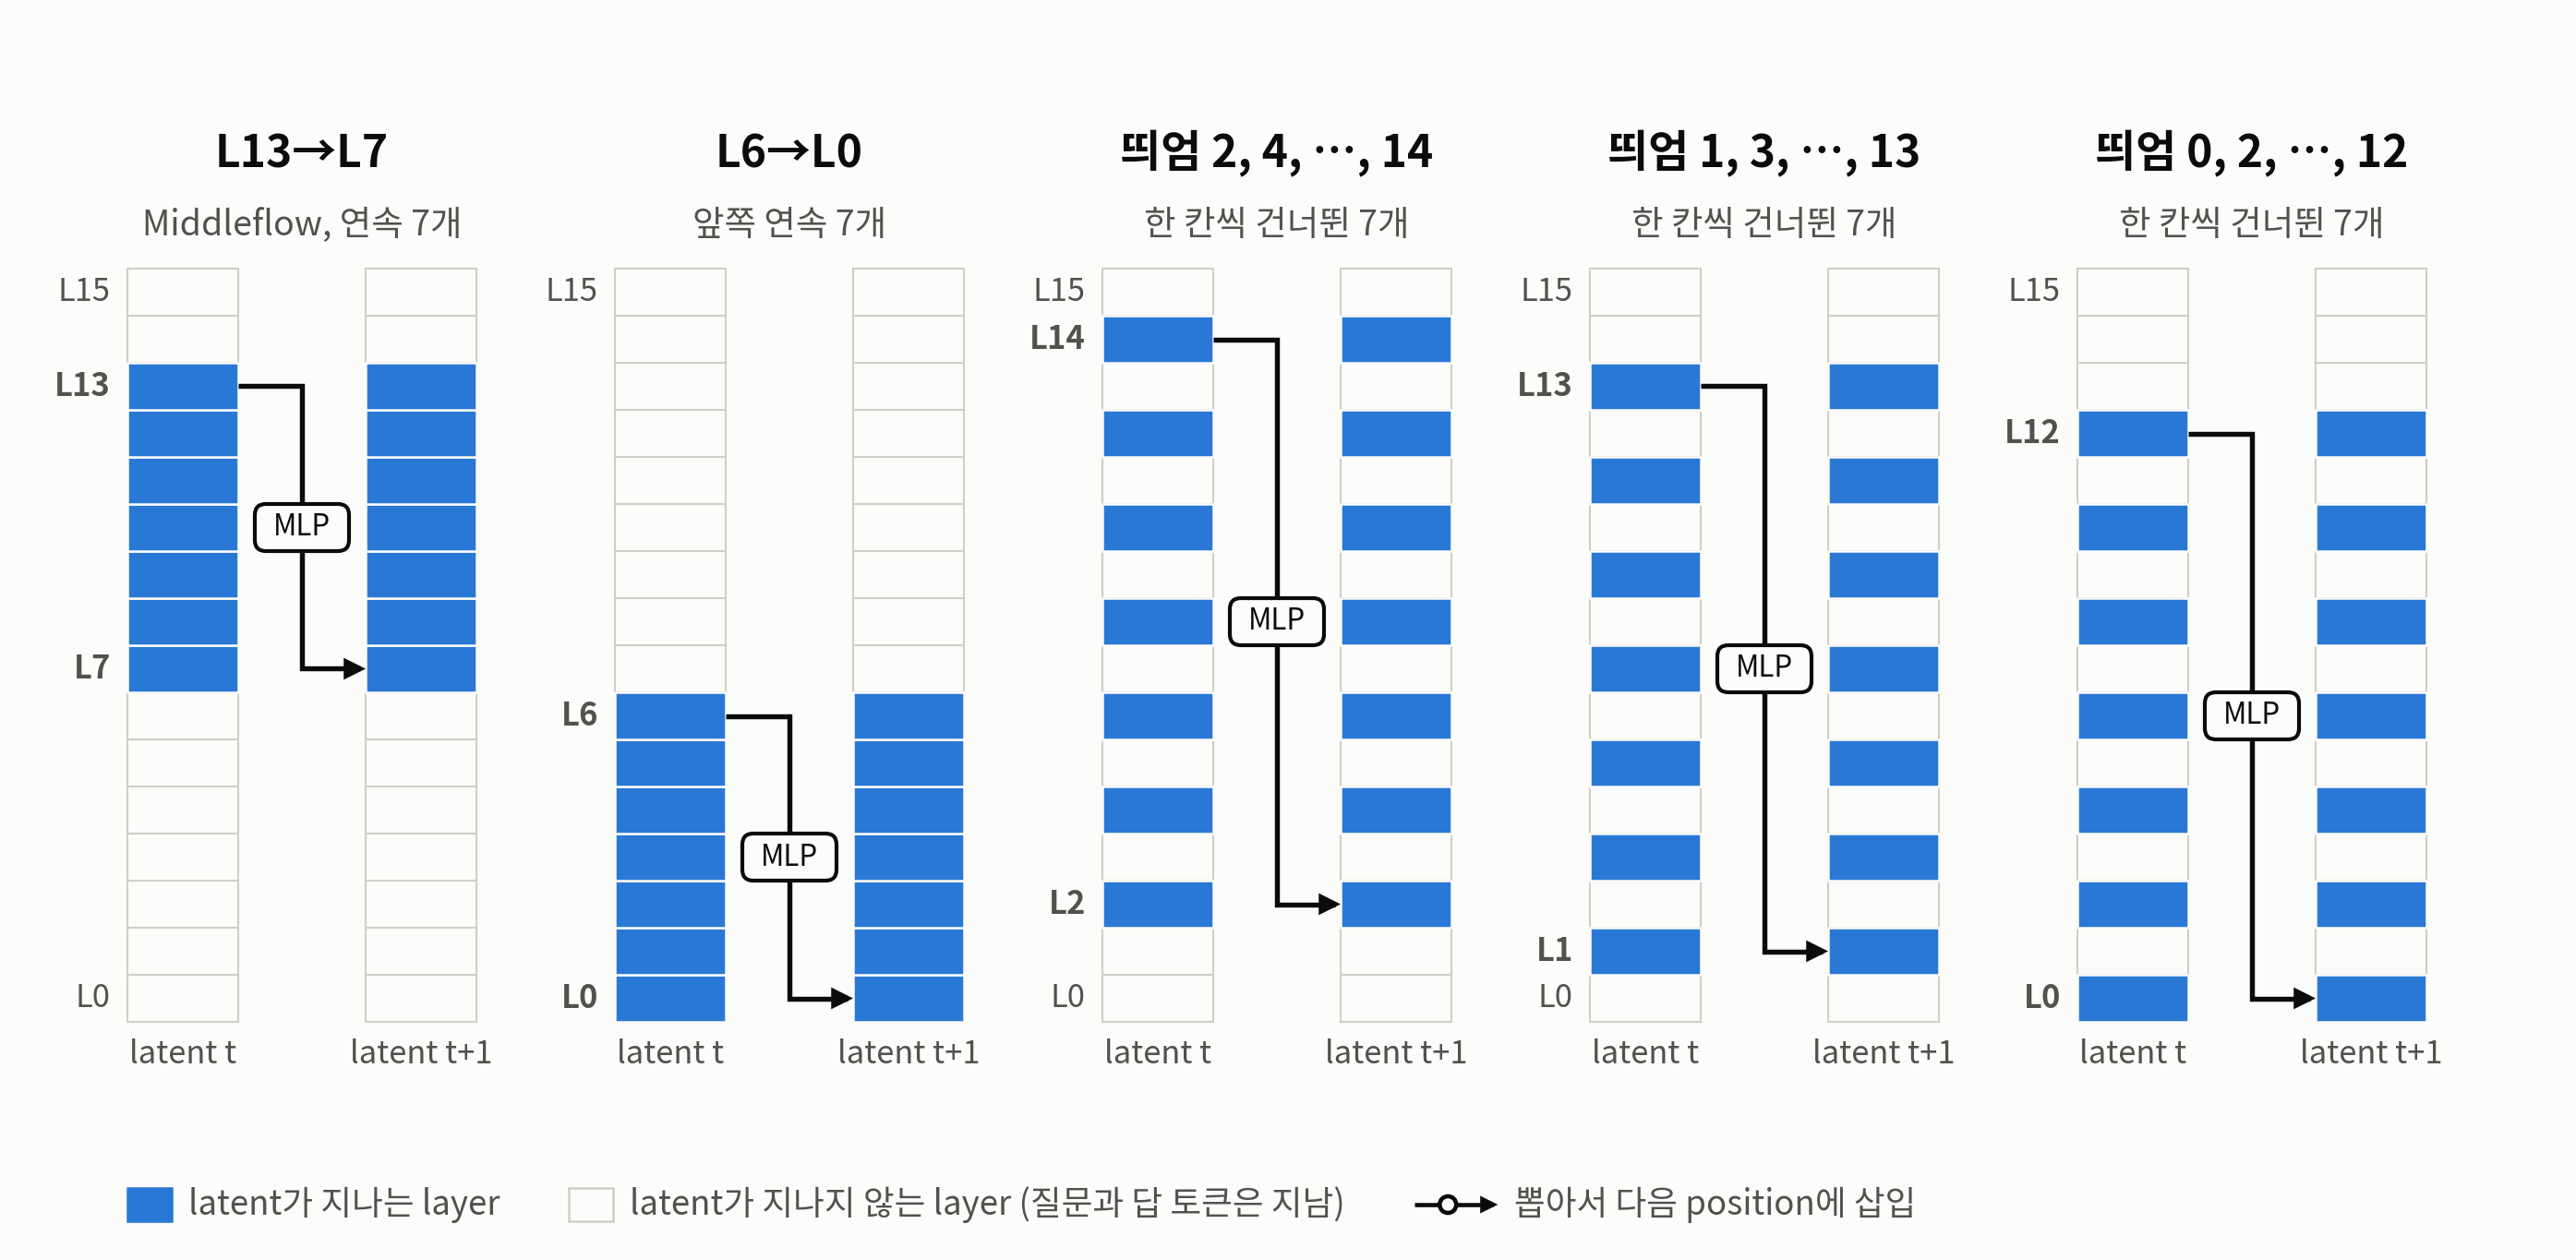 L13→L7
Middleflow, 연속 7개
L15
L13
L7
L0
MLP
latent t
latent t+1
L6→L0
앞쪽 연속 7개
L15
L6
L0
MLP
latent t
latent t+1
띄엄 2, 4, ⋯, 14
한 칸씩 건너뛴 7개
L15
L14
L2
L0
MLP
latent t
latent t+1
띄엄 1, 3, ⋯, 13
한 칸씩 건너뛴 7개
L15
L13
L1
L0
MLP
latent t
latent t+1
띄엄 0, 2, ⋯, 12
한 칸씩 건너뛴 7개
L15
L12
L0
MLP
latent t
latent t+1
latent가 지나는 layer
latent가 지나지 않는 layer (질문과 답 토큰은 지남)
뽑아서 다음 position에 삽입